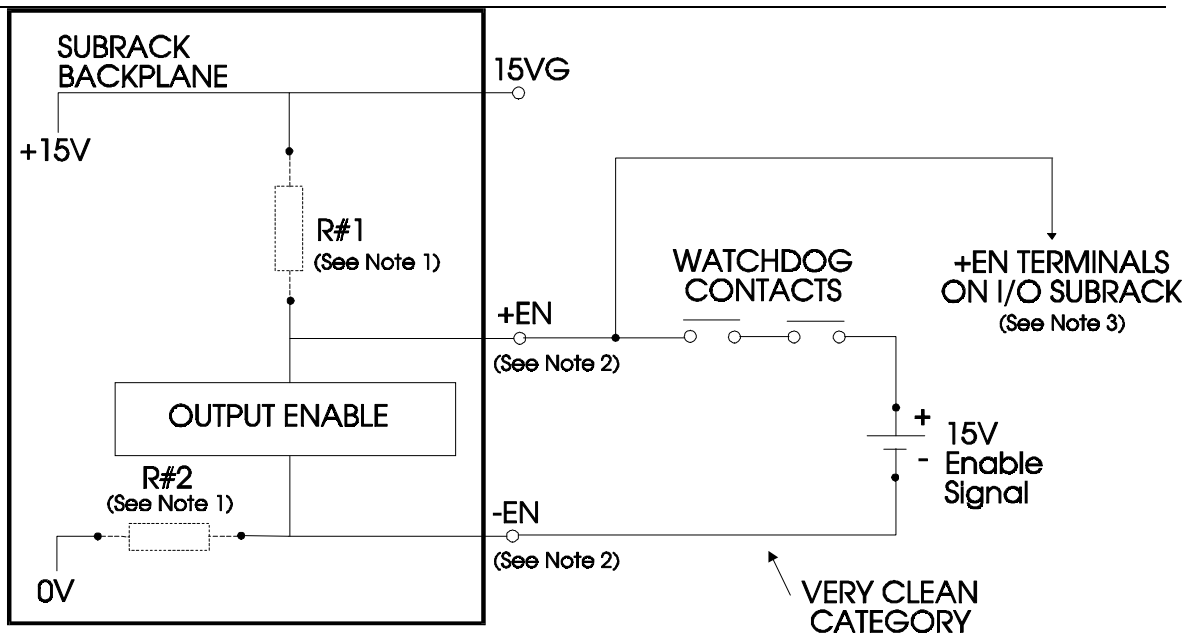 SUBRACK
BACKPLANE
15VG
+15V
R#1
(See Note 1)
WATCHDOG
CONTACTS
+EN TERMINALS
ON I/O SUBRACK
(See Note 3)
+EN
(See Note 2)
OUTPUT ENABLE
+
15V
-
Enable
Signal
R#2
(See Note 1)
-EN
(See Note 2)
0V
VERY CLEAN
CATEGORY